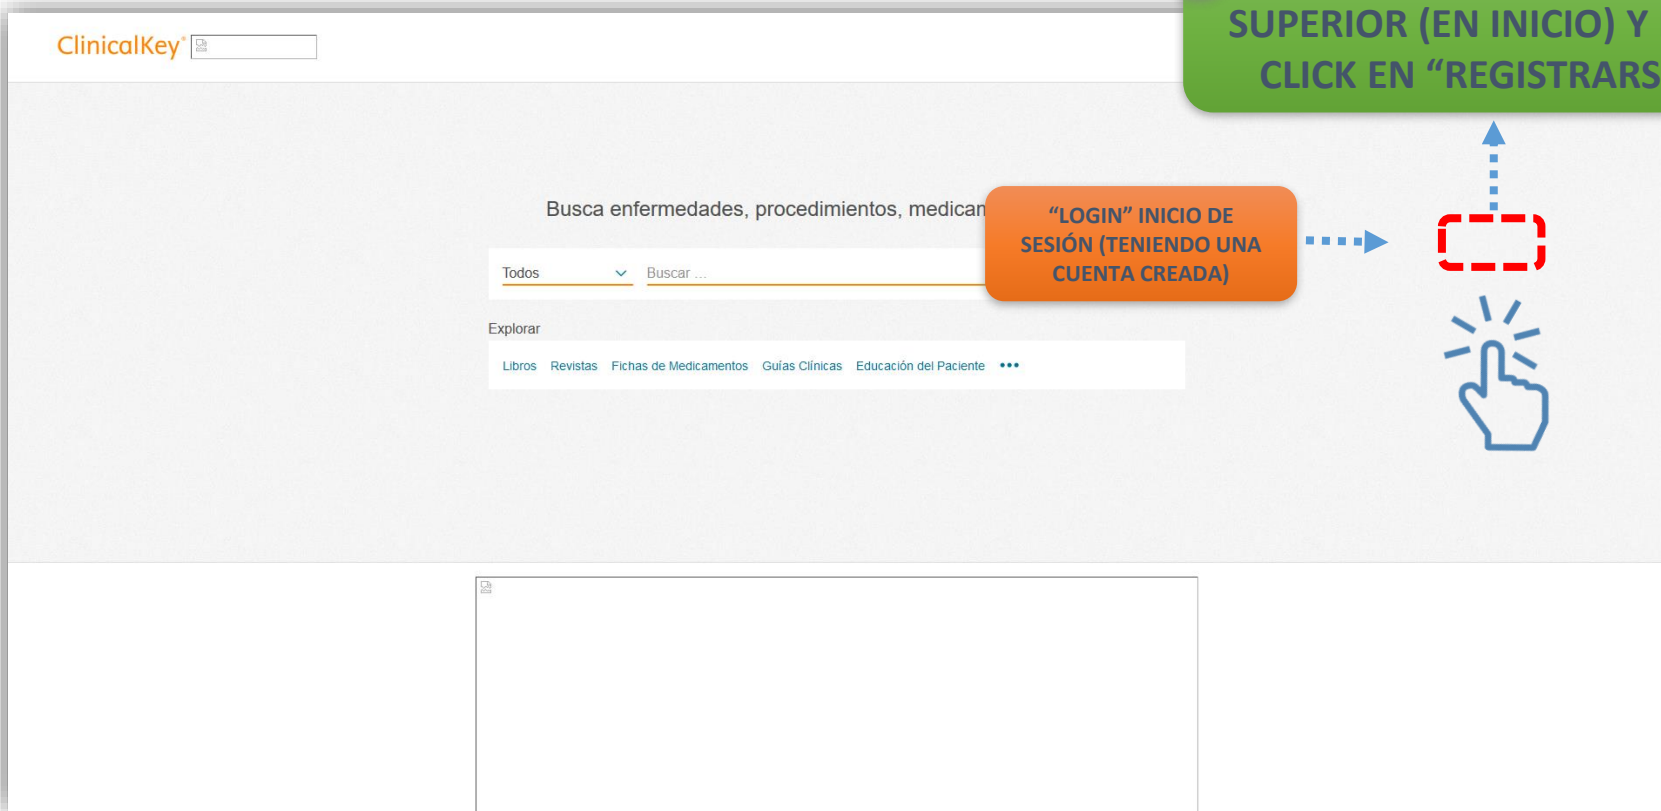 SUPERIOR (EN INICIO) Y
CLICK EN “REGISTRARS
ClinicalKey®
Busca enfermedades, procedimientos, medican
“LOGIN” INICIO DE
SESIÓN (TENIENDO UNA
CUENTA CREADA)
Todos
Buscar ...
Explorar
Libros Revistas Fichas de Medicamentos Guías Clínicas Educación del Paciente •••